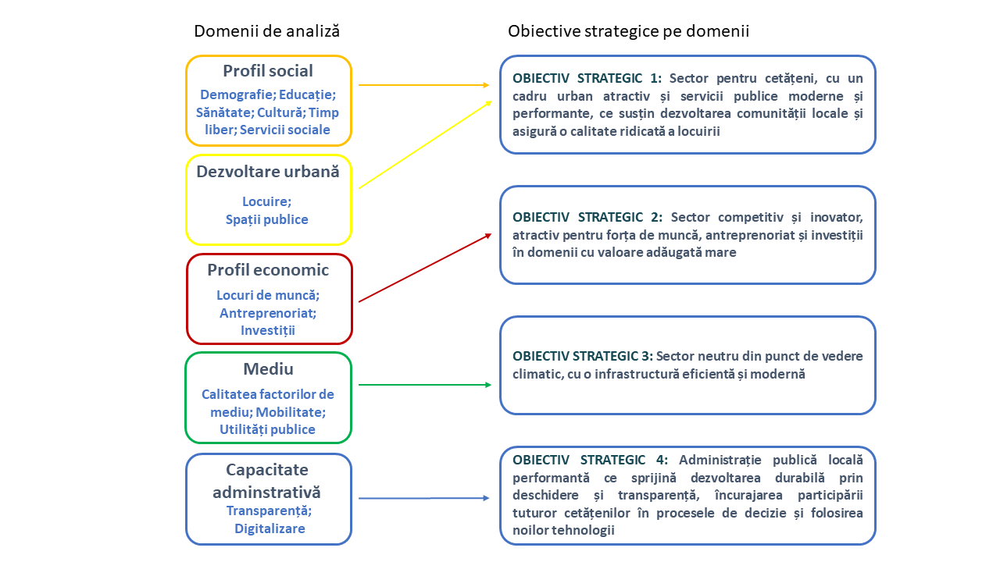 Domenii de analiză
Obiective strategice pe domenii
Profil social
Demografie; Educație;
Sănătate; Cultură; Timp
liber; Servicii sociale
Dezvoltare urbană
Locuire;
Spații publice
Profil economic
Locuri de muncă;
Antreprenoriat;
Investiții
Mediu
Calitatea factorilor de
mediu; Mobilitate;
Utilități publice
Capacitate
adminstrativă
Transparență;
Digitalizare
OBIECTIV STRATEGIC 1: Sector pentru cetățeni, cu un
cadru urban atractiv și servicii publice moderne și
performante, ce susțin dezvoltarea comunității locale și
asigură o calitate ridicată a locuirii
OBIECTIV STRATEGIC 2: Sector competitiv și inovator,
atractiv pentru forța de muncă, antreprenoriat și investiții
în domenii cu valoare adăugată mare
OBIECTIV STRATEGIC 3: Sector neutru din punct de vedere
climatic, cu o infrastructură eficientă și modernă
OBIECTIV STRATEGIC 4: Administrație publică locală
performantă ce sprijină dezvoltarea durabilă prin
deschidere și transparență, încurajarea participării
tuturor cetățenilor în procesele de decizie și folosirea
noilor tehnologii